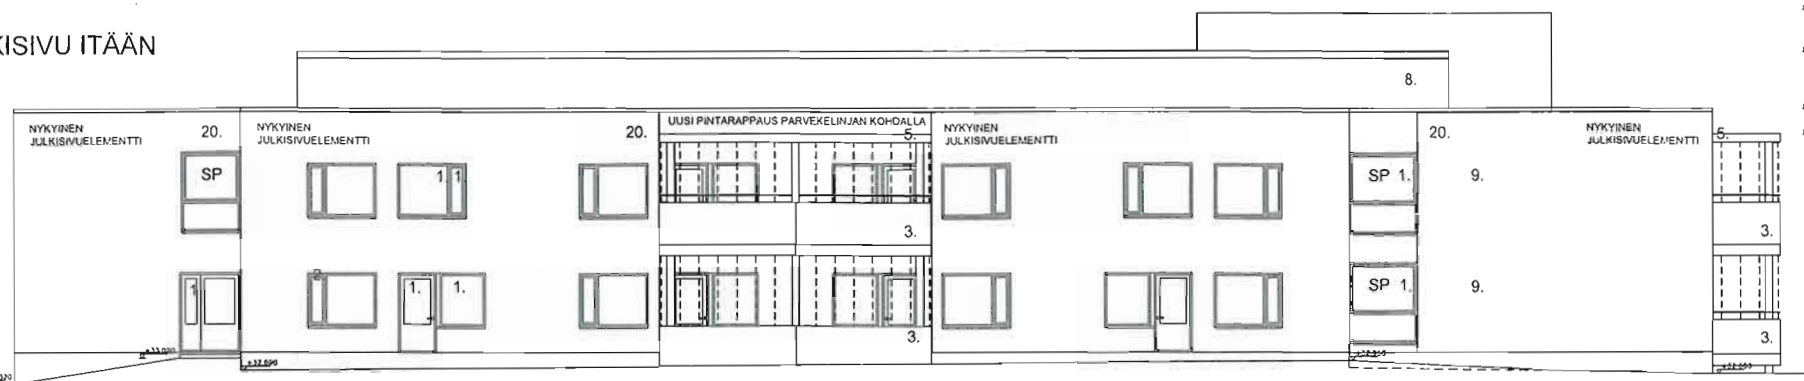 KISIVU ITÄÄN
8.
NYKYINEN
JULKISIVUELEMENTTI
20.
NYKYINEN
JULKISIVUELEMENTTI
20.
UUSI PINTARAPPAUS PARVEKELINJAN KOHDALLA
5.
NYKYINEN
JULKISIVUELEMENTTI
20.
NYKYINEN
JULKISIVUELEMENTTI
5.
SP
1.
1.
SP 1.
9.
3.
3.
1
1.
1.
SP 1.
9.
3.
3.